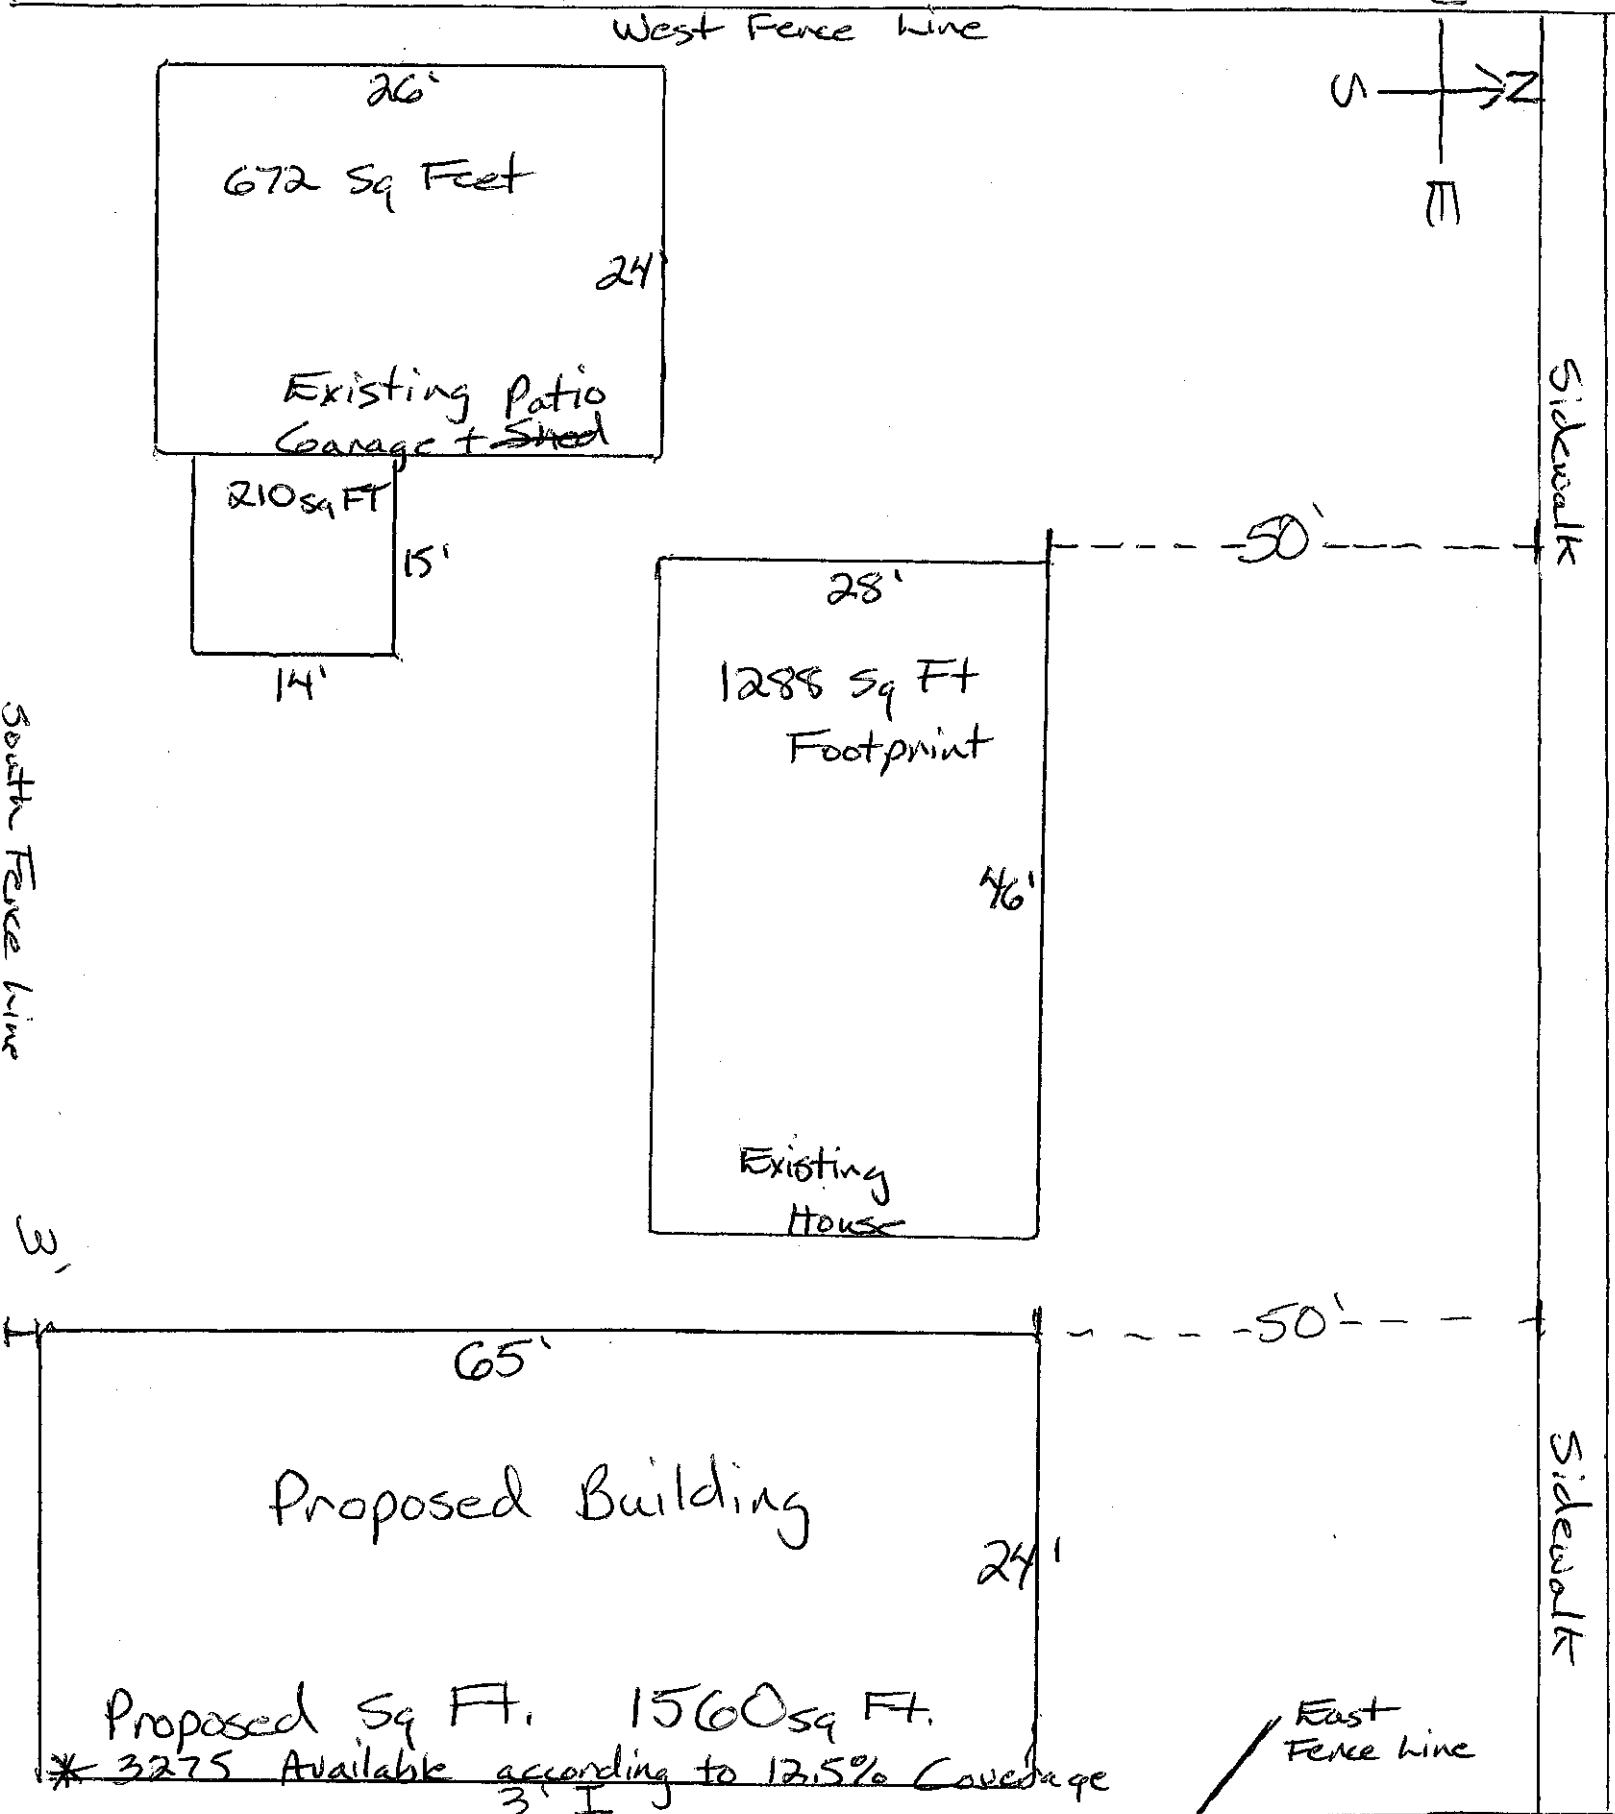 West Fence Line
26'
672 Sq Feet
24'
Existing Patio
Garage + Shed
210 sq FT
15'
14'
S
N
E
Sidewalk
50'
28'
1288 Sq Ft
Footprint
46'
Existing
House
South Fence Line
3'
50'
65'
Proposed Building
24'
Sidewalk
Proposed Sq Ft. 1560 sq Ft.
* 3275 Available according to 12.5% Coverage
3'
East
Fence Line